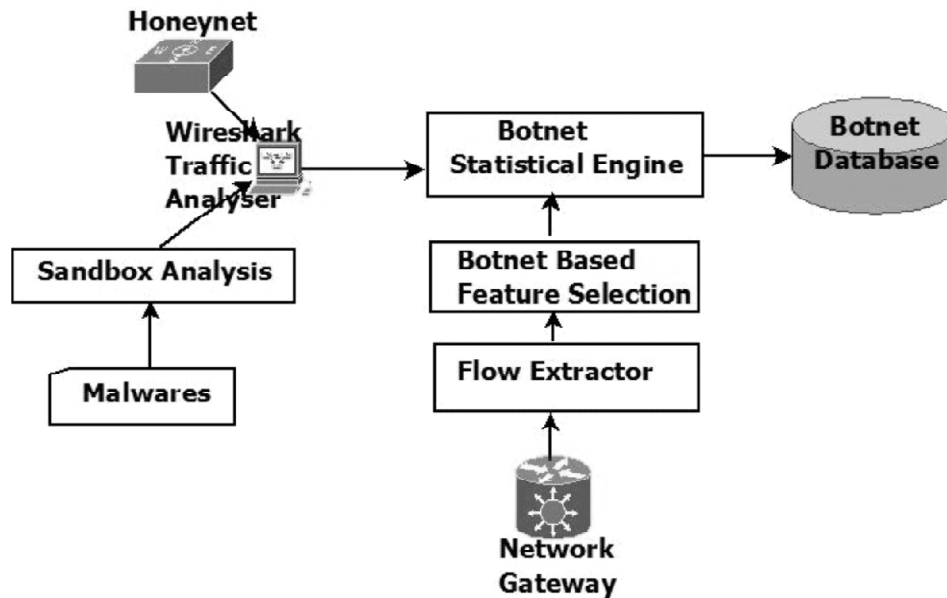 Honeynet
Wireshark
Traffic
Analyser
Botnet
Statistical Engine
Botnet
Database
Sandbox Analysis
Botnet Based
Feature Selection
Malwares
Flow Extractor
Network
Gateway